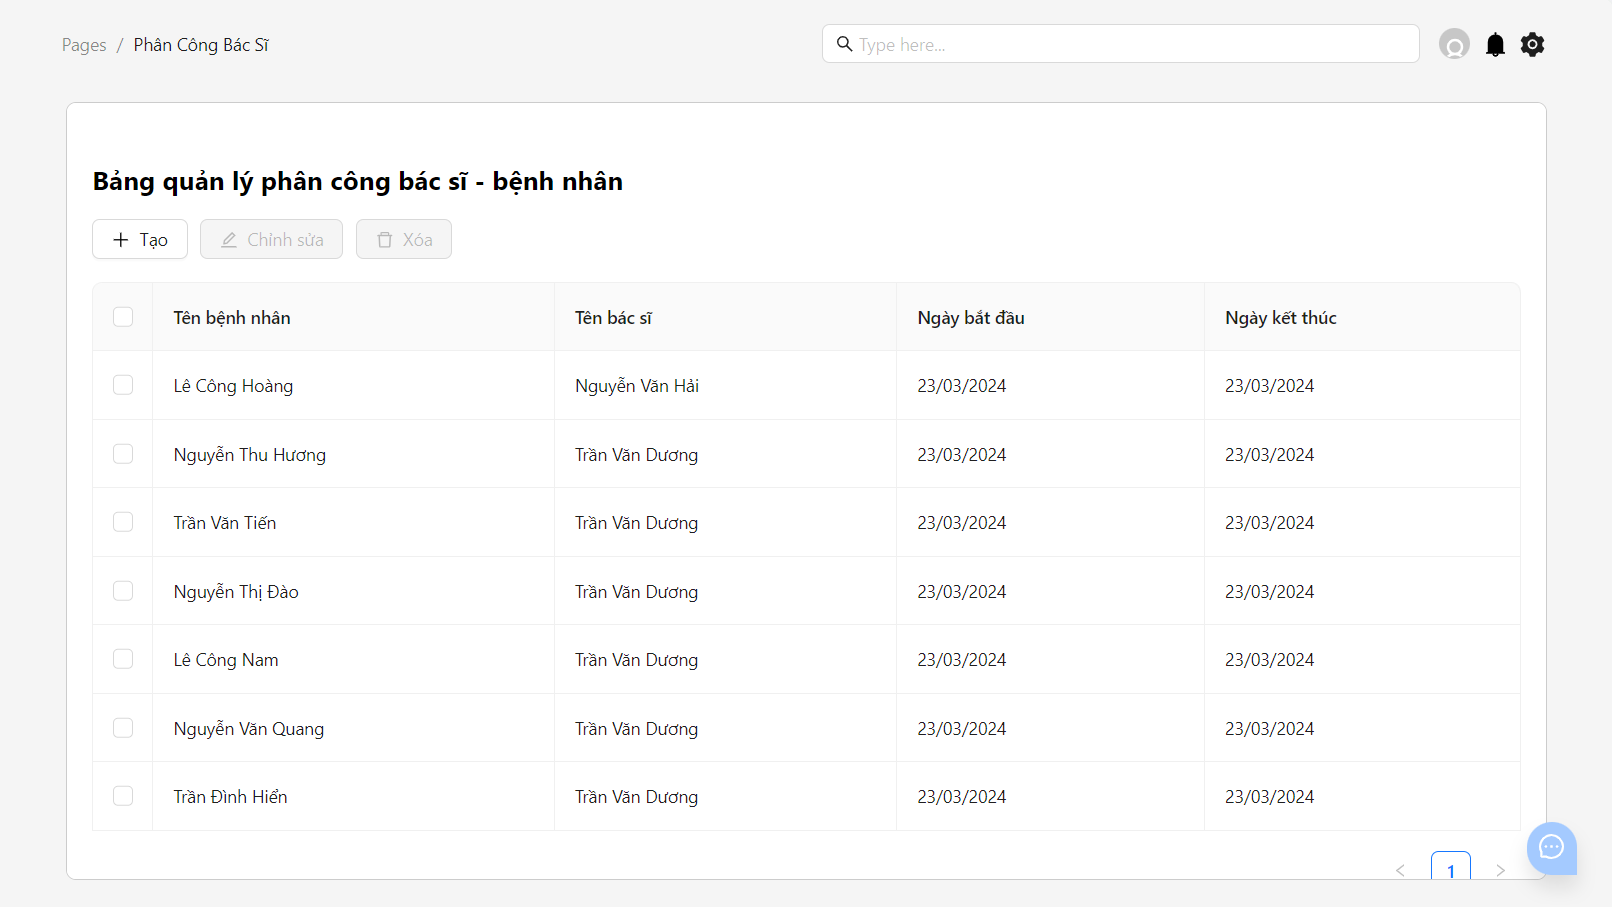 Pages / Phân Công Bác Sĩ
Type here...
Bảng quản lý phân công bác sĩ - bệnh nhân
Tạo Chỉnh sửa Xóa
Tên bệnh nhân Tên bác sĩ Ngày bắt đầu Ngày kết thúc
Lê Công Hoàng Nguyễn Văn Hải 23/03/2024 23/03/2024
Nguyễn Thu Hương Trần Văn Dương 23/03/2024 23/03/2024
Trần Văn Tiến Trần Văn Dương 23/03/2024 23/03/2024
Nguyễn Thị Đào Trần Văn Dương 23/03/2024 23/03/2024
Lê Công Nam Trần Văn Dương 23/03/2024 23/03/2024
Nguyễn Văn Quang Trần Văn Dương 23/03/2024 23/03/2024
Trần Đình Hiển Trần Văn Dương 23/03/2024 23/03/2024
1